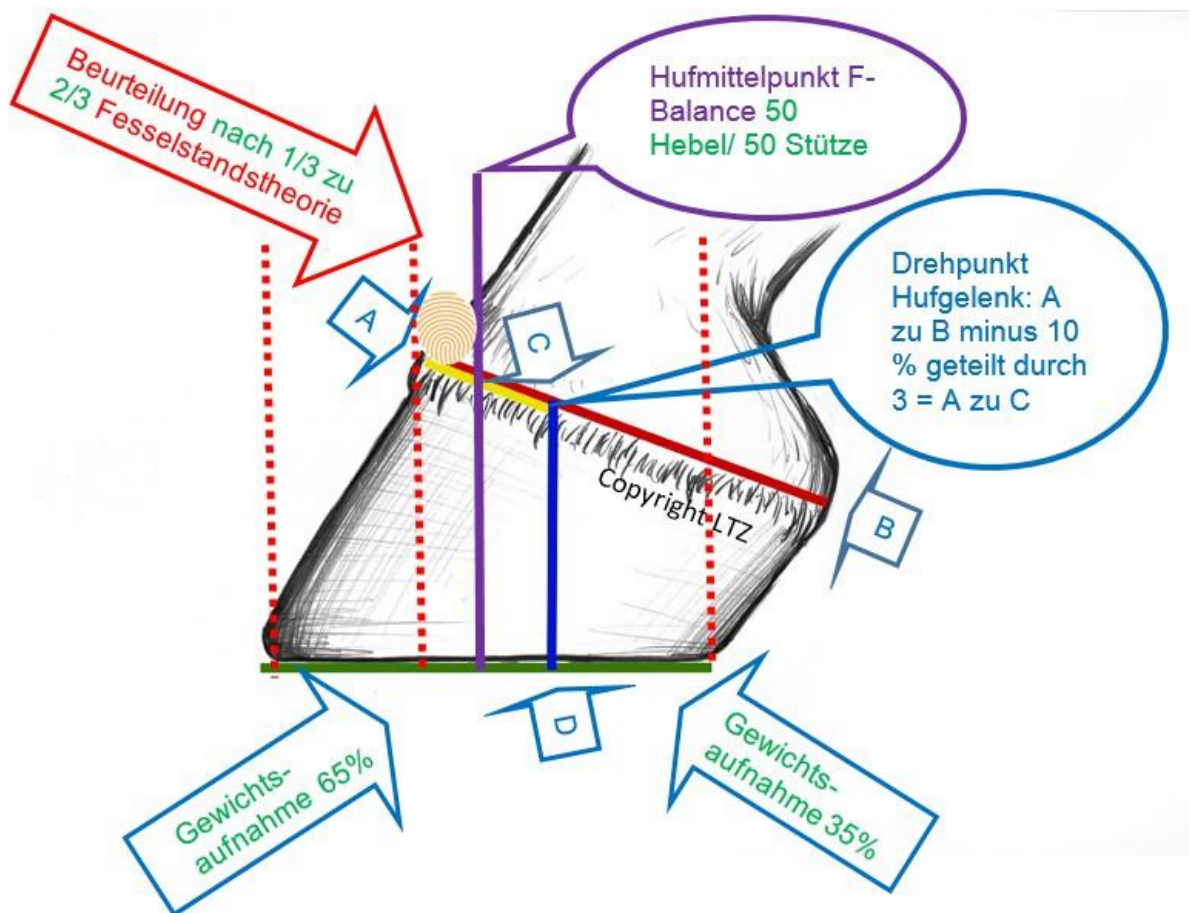 Beurteilung nach 1/3 zu
2/3 Fesselstandstheorie
Hufmittelpunkt F-
Balance 50
Hebel/ 50 Stütze
Drehpunkt
Hufgelenk: A
zu B minus 10
% geteilt durch
3 = A zu C
A
C
B
Copyright LTZ
D
Gewichts-
aufnahme 65%
Gewichts-
aufnahme 35%